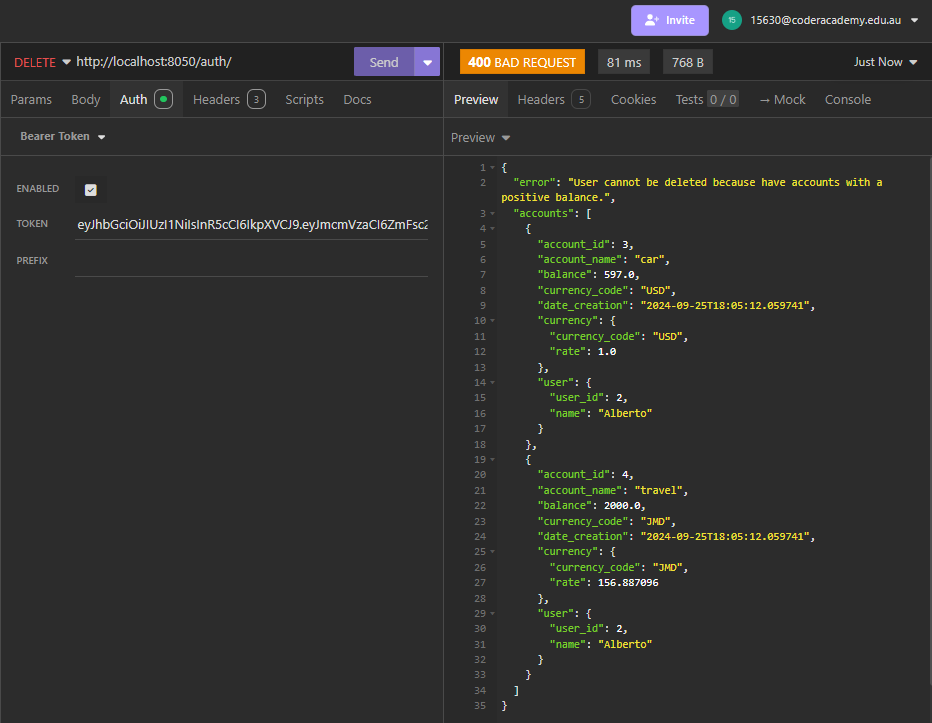 Invite
15
15630@coderacademy.edu.au
DELETE http://localhost:8050/auth/
Send
400 BAD REQUEST
81 ms
768 B
Just Now
Params Body Auth Headers 3 Scripts Docs
Preview Headers 5 Cookies Tests 0 / 0 → Mock Console
Bearer Token
Preview
ENABLED
TOKEN
PREFIX
1 {
2 "error": "User cannot be deleted because have accounts with a
positive balance.",
3 "accounts": [
4 {
5 "account_id": 3,
6 "account_name": "car",
7 "balance": 597.0,
8 "currency_code": "USD",
9 "date_creation": "2024-09-25T18:05:12.059741",
10 "currency": {
11 "currency_code": "USD",
12 "rate": 1.0
13 },
14 "user": {
15 "user_id": 2,
16 "name": "Alberto"
17 }
18 },
19 {
20 "account_id": 4,
21 "account_name": "travel",
22 "balance": 2000.0,
23 "currency_code": "JMD",
24 "date_creation": "2024-09-25T18:05:12.059741",
25 "currency": {
26 "currency_code": "JMD",
27 "rate": 156.887096
28 },
29 "user": {
30 "user_id": 2,
31 "name": "Alberto"
32 }
33 }
34 ]
35 }